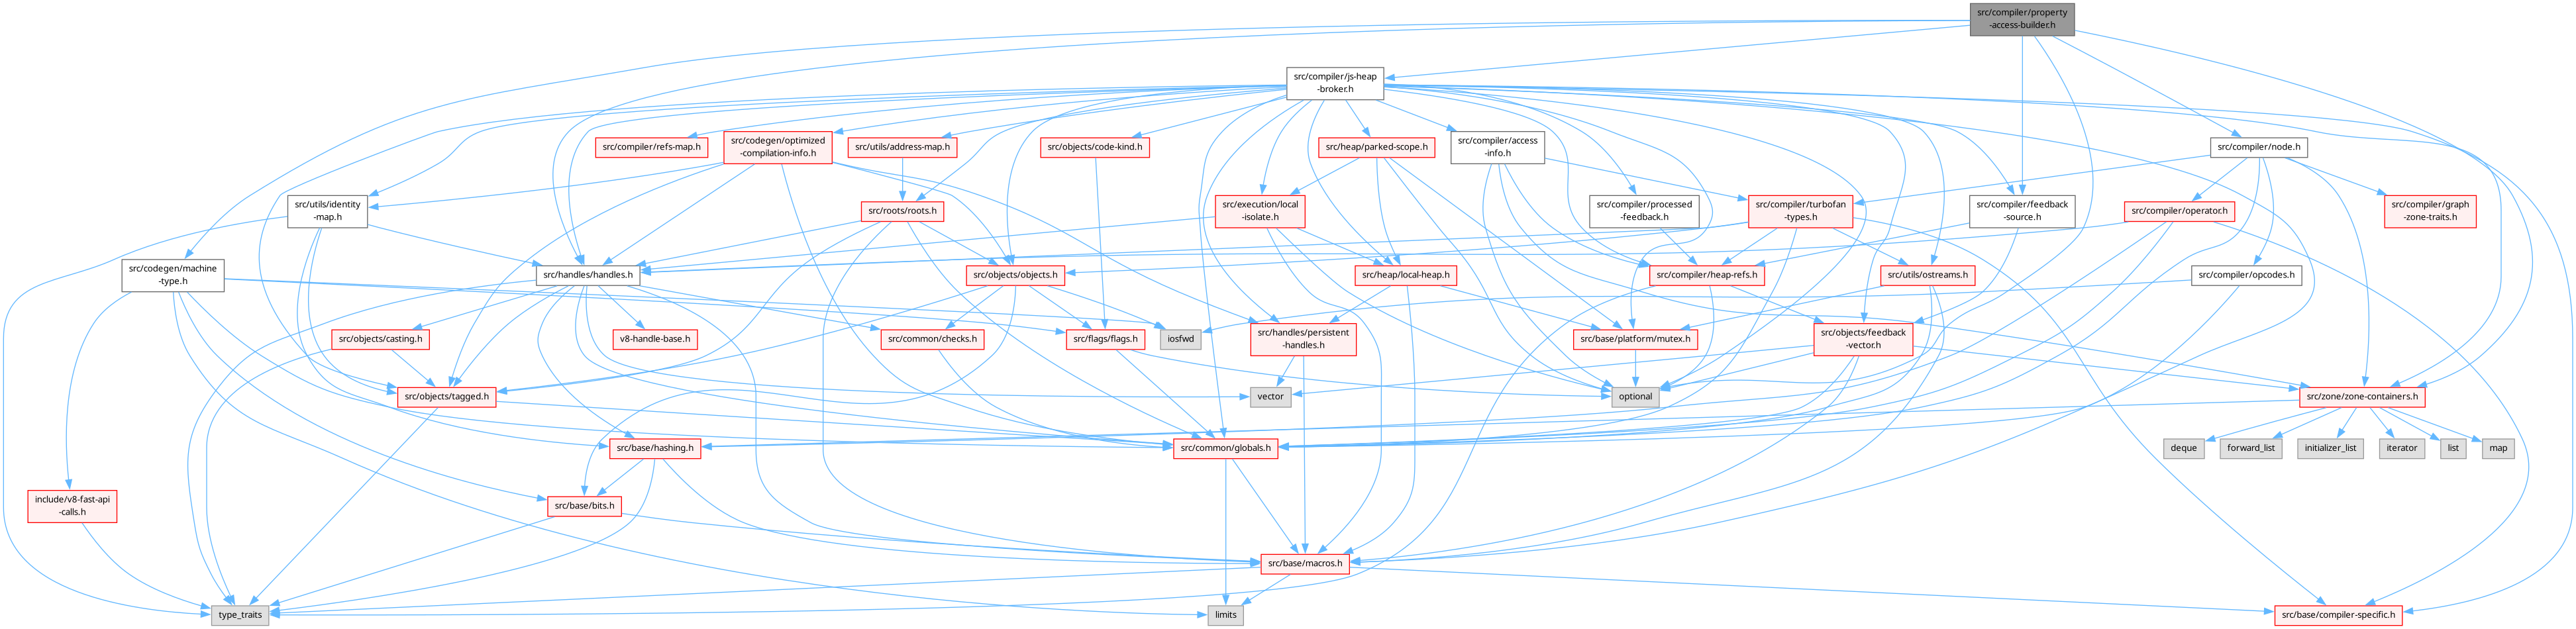 src/compiler/property
-access-builder.h
src/compiler/js-heap
-broker.h
src/compiler/refs-map.h
src/codegen/optimized
-compilation-info.h
src/utils/address-map.h
src/objects/code-kind.h
src/heap/parked-scope.h
src/compiler/access
-info.h
src/compiler/node.h
src/utils/identity
-map.h
src/roots/roots.h
src/execution/local
-isolate.h
src/compiler/processed
-feedback.h
src/compiler/turbofan
-types.h
src/compiler/feedback
-source.h
src/compiler/operator.h
src/compiler/graph
-zone-traits.h
src/codegen/machine
-type.h
src/handles/handles.h
src/objects/objects.h
src/heap/local-heap.h
src/compiler/heap-refs.h
src/utils/ostreams.h
src/compiler/opcodes.h
src/objects/casting.h
v8-handle-base.h
src/common/checks.h
src/flags/flags.h
iosfwd
src/handles/persistent
-handles.h
src/base/platform/mutex.h
src/objects/feedback
-vector.h
src/objects/tagged.h
vector
optional
src/zone/zone-containers.h
src/base/hashing.h
src/common/globals.h
deque
forward_list
initializer_list
iterator
list
map
include/v8-fast-api
-calls.h
src/base/bits.h
src/base/macros.h
type_traits
limits
src/base/compiler-specific.h